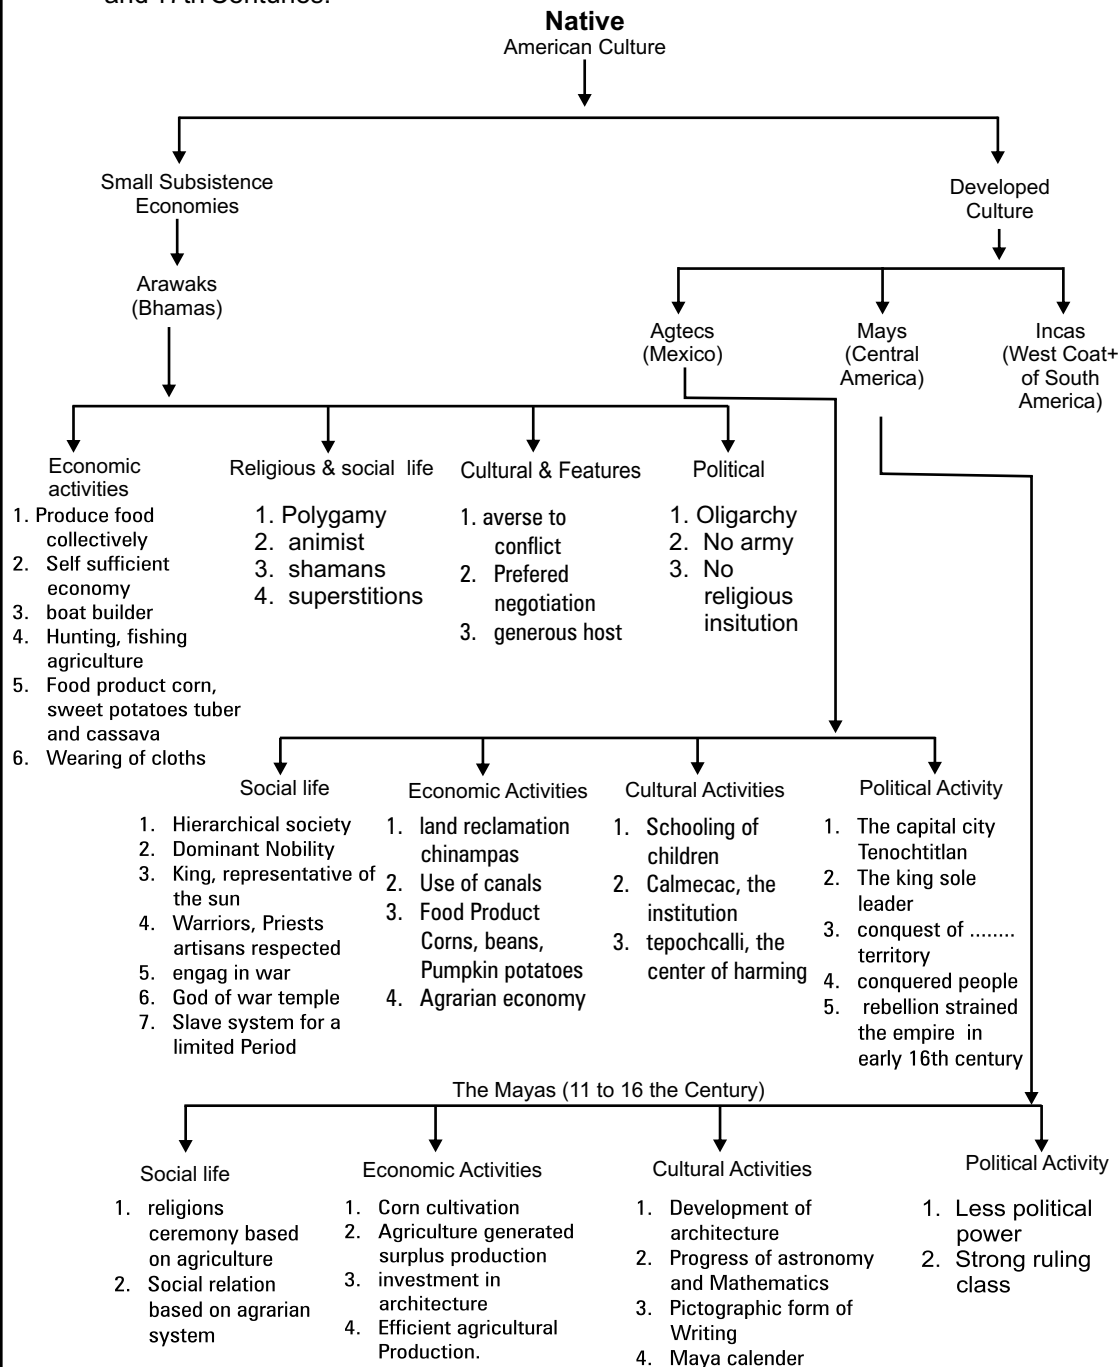 and 17th Centuries.
Native
American Culture
Small Subsistence
Economies
Developed
Culture
Arawaks
(Bhamas)
Agtecs
(Mexico)
Mays
(Central
America)
Incas
(West Coat+
of South
America)
Economic
activities
1. Produce food
collectively
2. Self sufficient
economy
3. boat builder
4. Hunting, fishing
agriculture
5. Food product corn,
sweet potatoes tuber
and cassava
6. Wearing of cloths
Religious & social life
1. Polygamy
2. animist
3. shamans
4. superstitions
Cultural & Features
1. averse to
conflict
2. Prefered
negotiation
3. generous host
Political
1. Oligarchy
2. No army
3. No
religious
insitution
Social life
1. Hierarchical society
2. Dominant Nobility
3. King, representative of
the sun
4. Warriors, Priests
artisans respected
5. engag in war
6. God of war temple
7. Slave system for a
limited Period
Economic Activities
1. land reclamation
chinampas
2. Use of canals
3. Food Product
Corns, beans,
Pumpkin potatoes
4. Agrarian economy
Cultural Activities
1. Schooling of
children
2. Calmecac, the
institution
3. tepochcalli, the
center of harming
Political Activity
1. The capital city
Tenochtitlan
2. The king sole
leader
3. conquest of ........
territory
4. conquered people
5. rebellion strained
the empire in
early 16th century
The Mayas (11 to 16 the Century)
Social life
1. religions
ceremony based
on agriculture
2. Social relation
based on agrarian
system
Economic Activities
1. Corn cultivation
2. Agriculture generated
surplus production
3. investment in
architecture
4. Efficient agricultural
Production.
Cultural Activities
1. Development of
architecture
2. Progress of astronomy
and Mathematics
3. Pictographic form of
Writing
4. Maya calender
Political Activity
1. Less political
power
2. Strong ruling
class